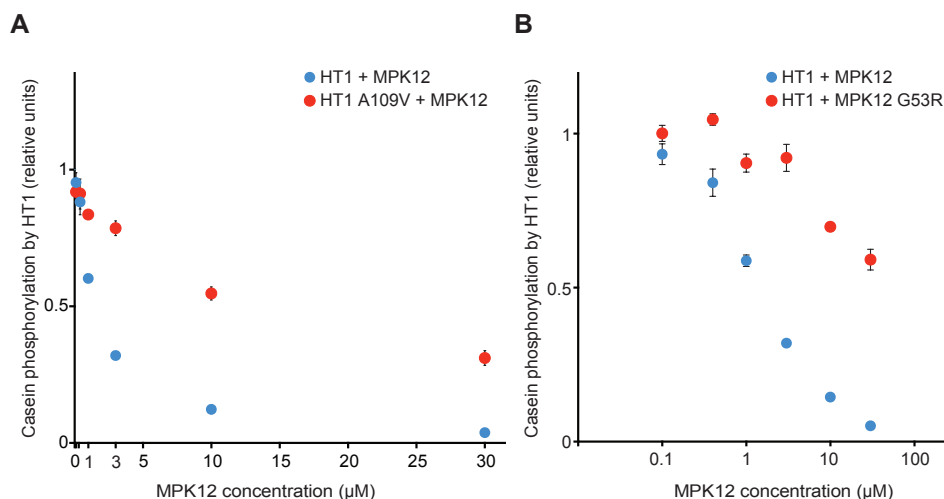 A
HT1 + MPK12
HT1 A109V + MPK12
Casein phosphorylation by HT1 (relative units)
1
0.5
0
0 1 3 5 10 15 20 25 30
MPK12 concentration (µM)
B
HT1 + MPK12
HT1 + MPK12 G53R
Casein phosphorylation by HT1 (relative units)
1
0.5
0
0.1 1 10 100
MPK12 concentration (µM)